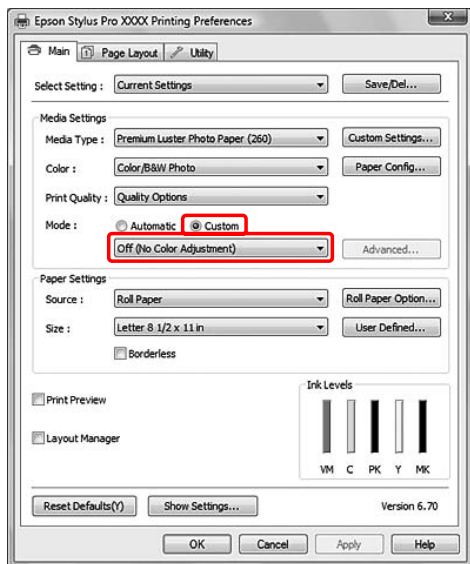 Epson Stylus Pro XXXX Printing Preferences
Main Page Layout Utility
Select Setting : Current Settings Save/Del...
Media Settings
Media Type : Premium Luster Photo Paper (260) Custom Settings...
Color : Color/B&W Photo Paper Config...
Print Quality : Quality Options
Mode : Automatic Custom
Off (No Color Adjustment) Advanced...
Paper Settings
Source : Roll Paper Roll Paper Option...
Size : Letter 8 1/2 x 11 in User Defined...
Borderless
Print Preview
Layout Manager
Ink Levels
VM C PK Y MK
Reset Defaults(Y) Show Settings... Version 6.70
OK Cancel Apply Help